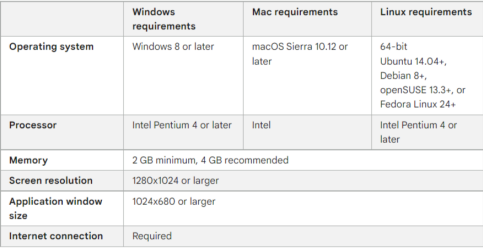 Windows requirements
Mac requirements
Linux requirements
Operating system
Windows 8 or later
macOS Sierra 10.12 or
later
64-bit
Ubuntu 14.04+,
Debian 8+,
openSUSE 13.3+, or
Fedora Linux 24+
Processor
Intel Pentium 4 or later
Intel
Intel Pentium 4 or
later
Memory
2 GB minimum, 4 GB recommended
Screen resolution
1280x1024 or larger
Application window
size
1024x680 or larger
Internet connection
Required